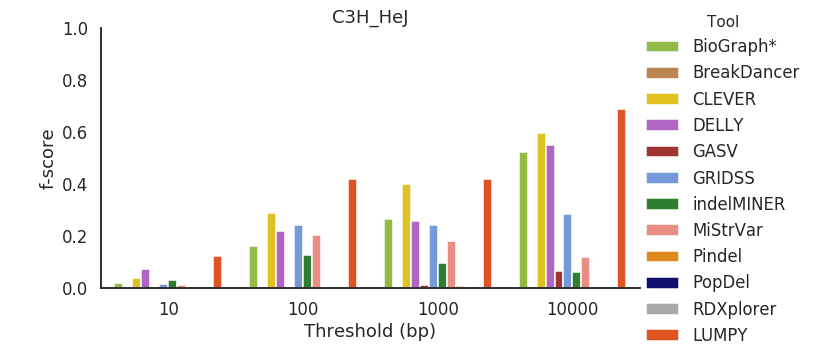 C3H_HeJ
1.0
0.8
0.6
0.4
0.2
0.0
f-score
10 100 1000 10000
Threshold (bp)
Tool
BioGraph*
BreakDancer
CLEVER
DELLY
GASV
GRIDSS
indelMINER
MiStrVar
Pindel
PopDel
RDXplorer
LUMPY